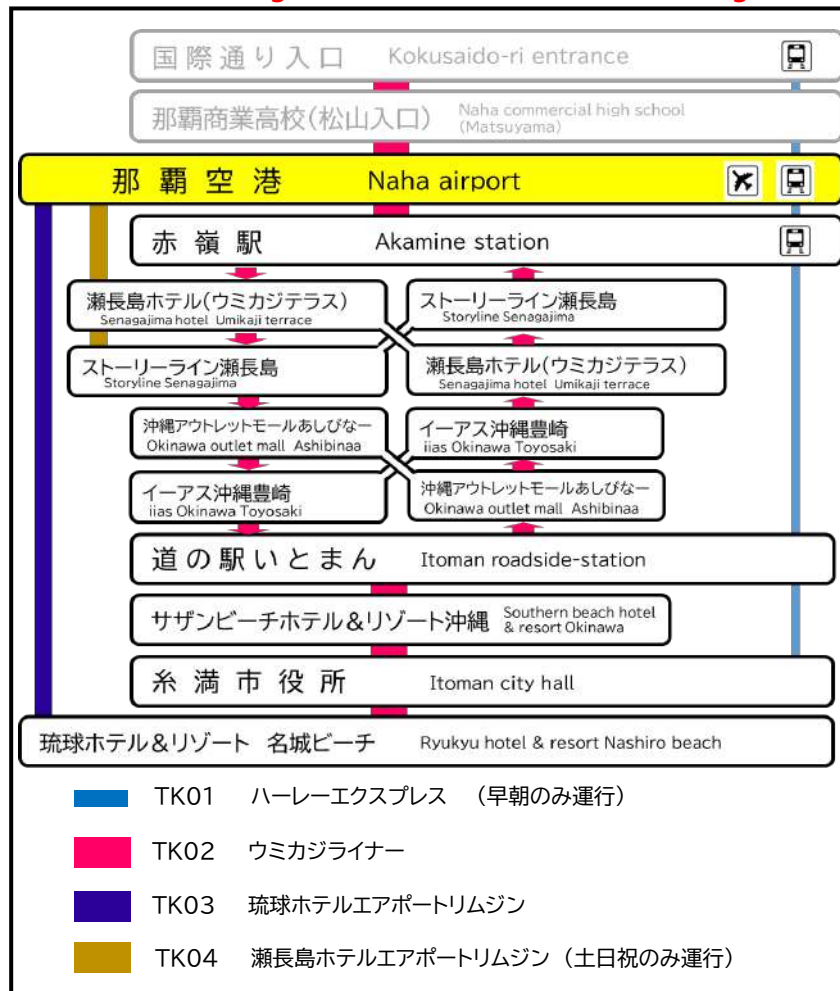 国際通り入口 Kokusaido-ri entrance
那覇商業高校(松山入口) Naha commercial high school
(Matsuyama)
那覇空港 Naha airport
赤嶺駅 Akamine station
瀬長島ホテル(ウミカジテラス)
Senagajima hotel Umikaji terrace
ストーリーライン瀬長島
Storyline Senagajima
ストーリーライン瀬長島
Storyline Senagajima
瀬長島ホテル(ウミカジテラス)
Senagajima hotel Umikaji terrace
沖縄アウトレットモールあしびなー
Okinawa outlet mall Ashibinaa
イーアス沖縄豊崎
iias Okinawa Toyosaki
イーアス沖縄豊崎
iias Okinawa Toyosaki
沖縄アウトレットモールあしびなー
Okinawa outlet mall Ashibinaa
道の駅いとまん Itoman roadside-station
サザンビーチホテル&リゾート沖縄 Southern beach hotel
& resort Okinawa
糸満市役所 Itoman city hall
琉球ホテル&リゾート 名城ビーチ Ryukyu hotel & resort Nashiro beach
TK01 ハーレーエクスプレス (早朝のみ運行)
TK02 ウミカジライナー
TK03 琉球ホテルエアポートリムジン
TK04 瀬長島ホテルエアポートリムジン (土日祝のみ運行)